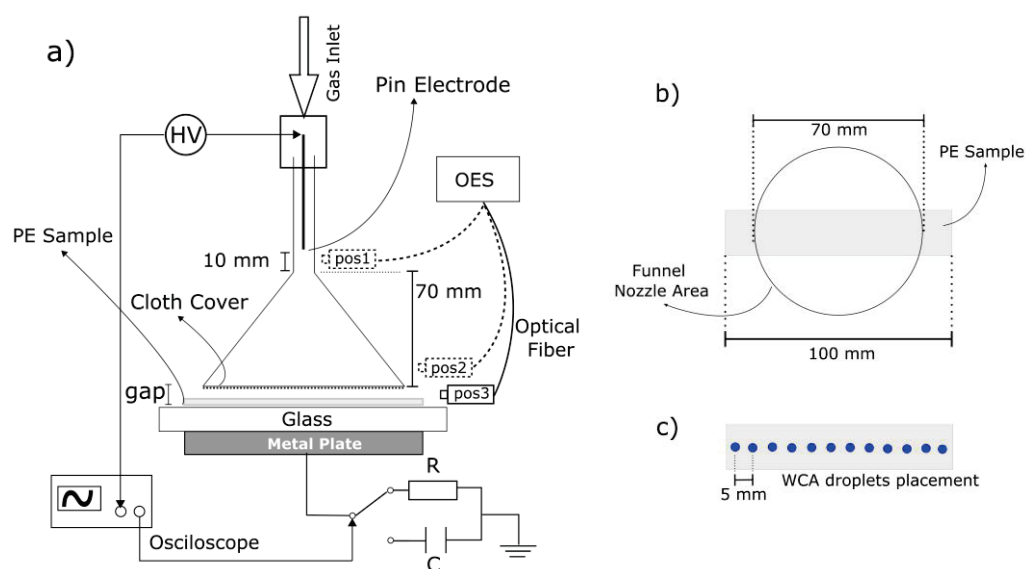 a)
Gas Inlet
Pin Electrode
HV
OES
PE Sample
10 mm
pos1
Cloth Cover
70 mm
Optical
Fiber
pos2
gap
pos3
Glass
Metal Plate
R
Osciloscope
C
b)
70 mm
PE Sample
Funnel
Nozzle Area
100 mm
c)
WCA droplets placement
5 mm